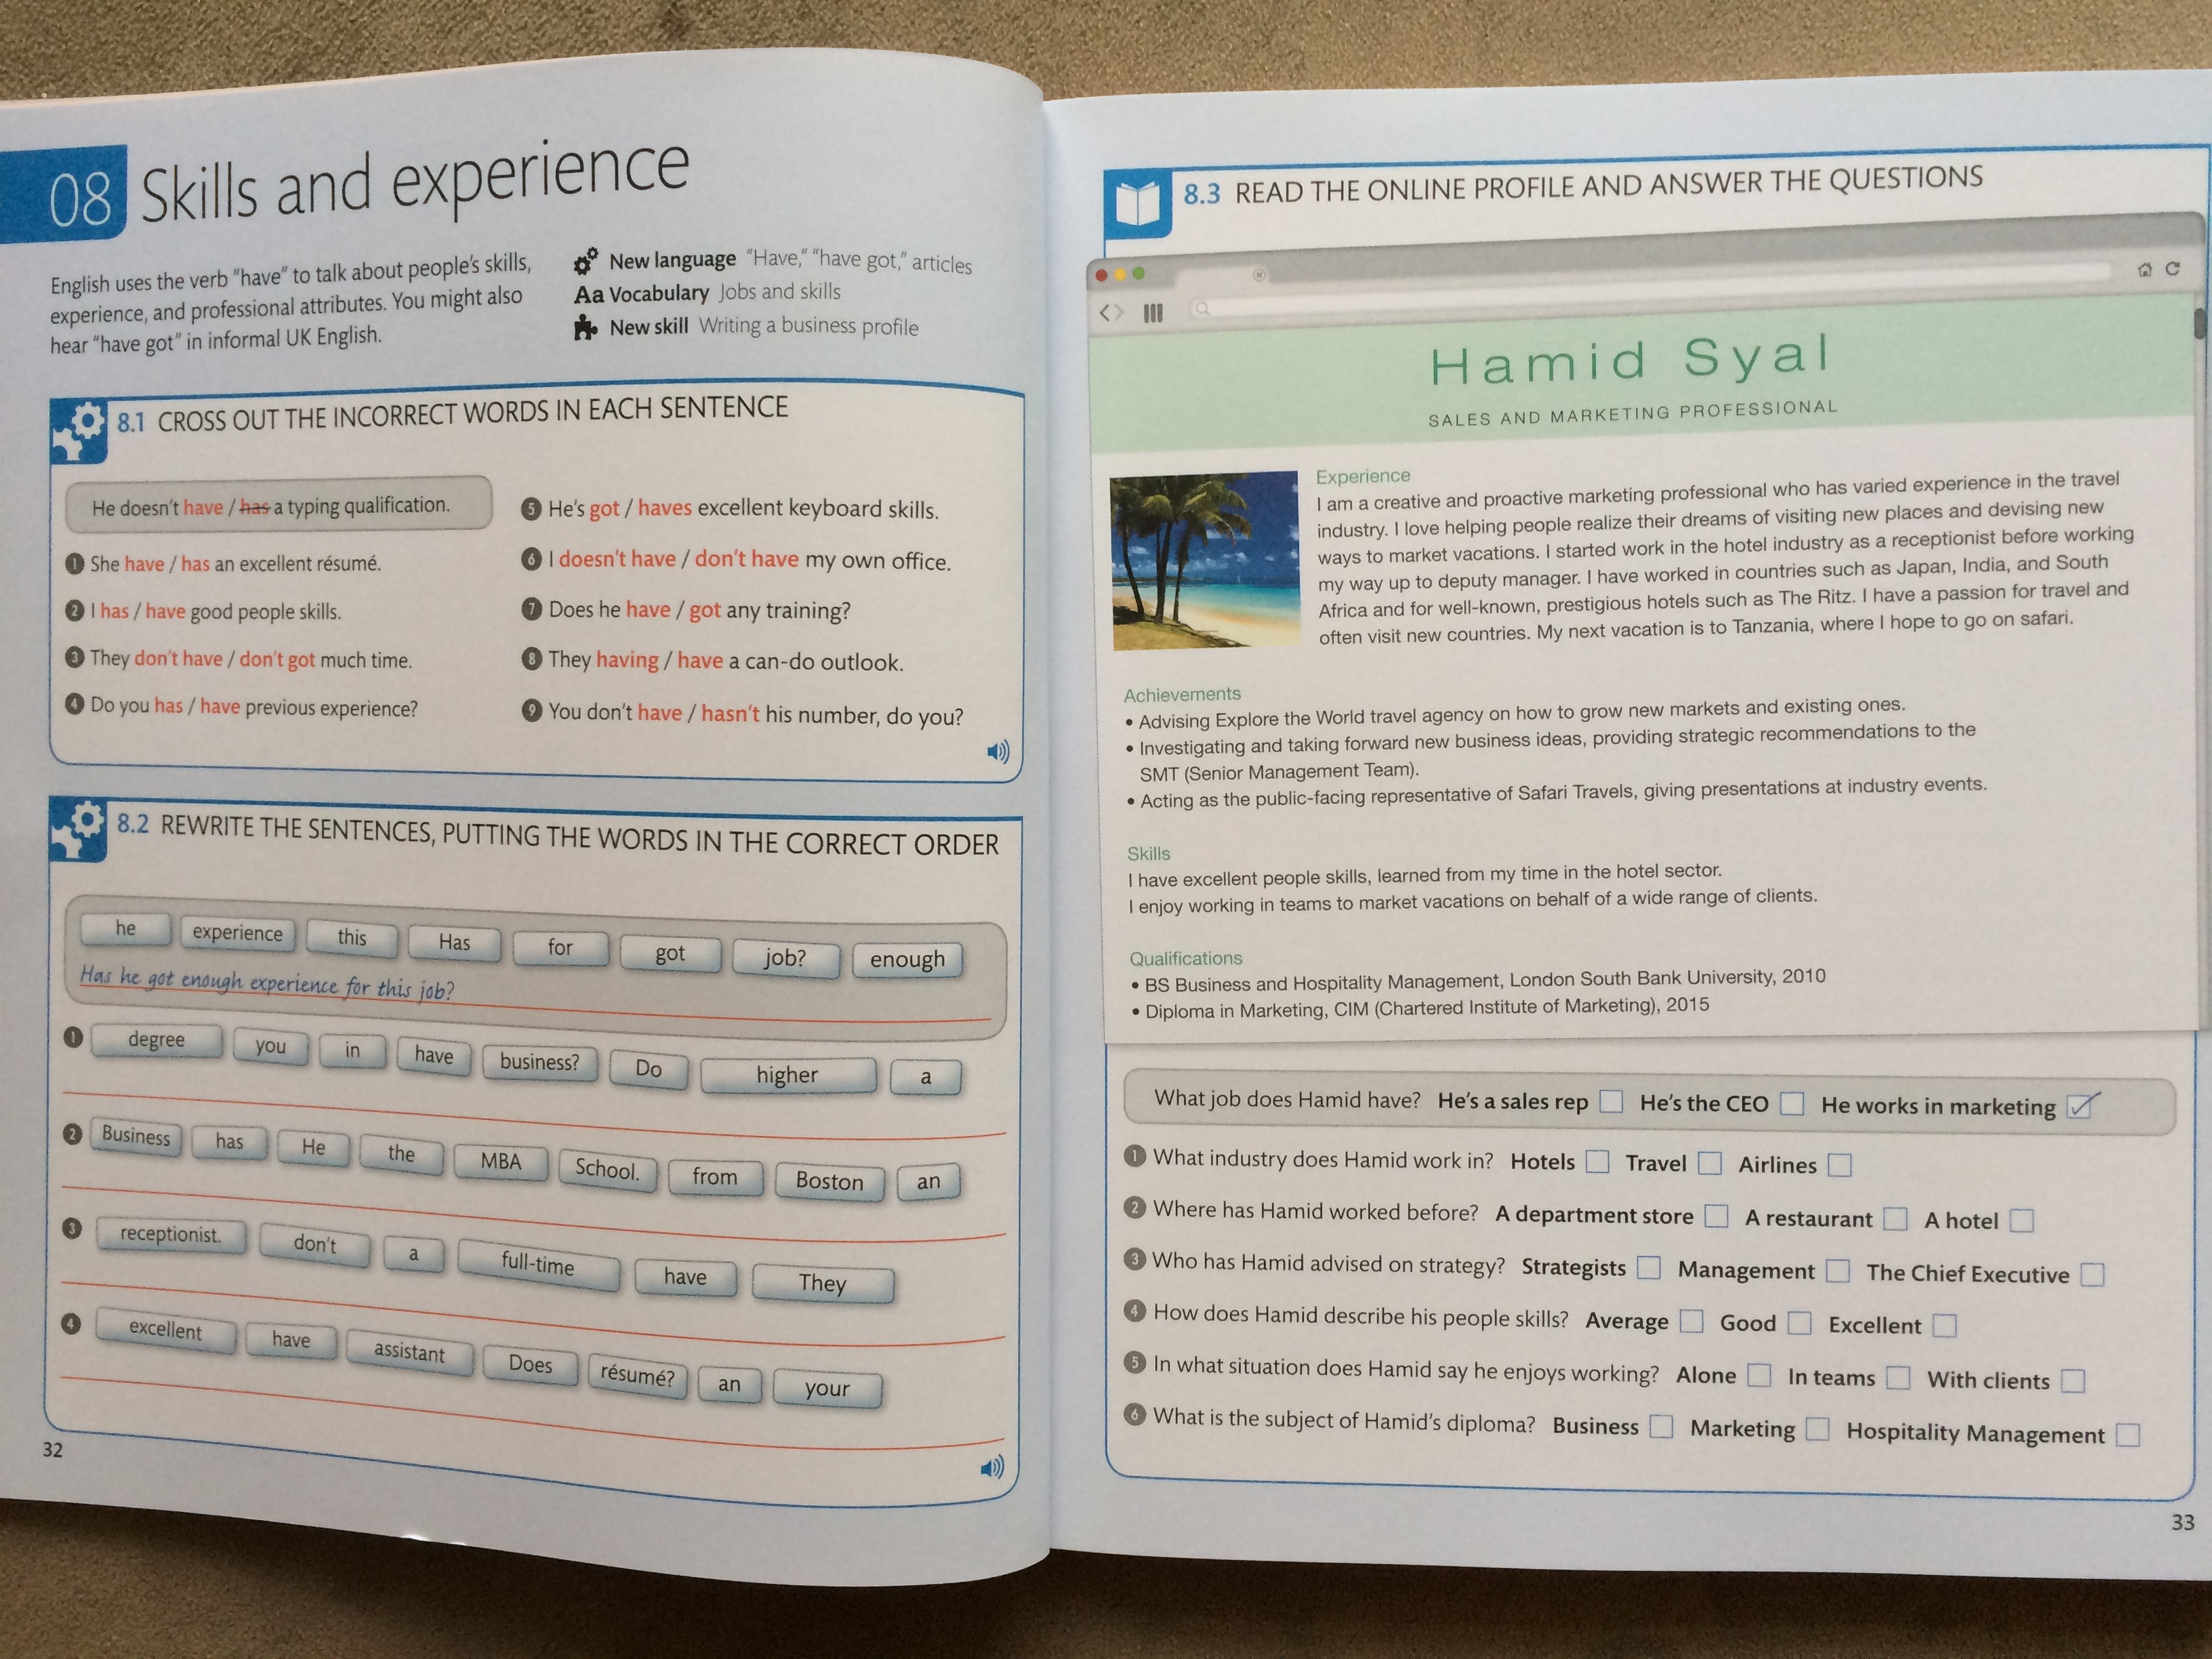 08 Skills and experience
English uses the verb "have" to talk about people's skills,
experience, and professional attributes. You might also
hear "have got" in informal UK English.
New language "Have," "have got," articles
Aa Vocabulary Jobs and skills
New skill Writing a business profile
8.1 CROSS OUT THE INCORRECT WORDS IN EACH SENTENCE
He doesn't have / has a typing qualification.
1 She have / has an excellent résumé.
2 I has / have good people skills.
3 They don't have / don't got much time.
4 Do you has / have previous experience?
5 He's got / haves excellent keyboard skills.
6 I doesn't have / don't have my own office.
7 Does he have / got any training?
8 They having / have a can-do outlook.
9 You don't have / hasn't his number, do you?
8.2 REWRITE THE SENTENCES, PUTTING THE WORDS IN THE CORRECT ORDER
he experience this Has for got job? enough
Has he got enough experience for this job?
1 degree you in have business? Do higher a
2 Business has He the MBA School. from Boston an
3 receptionist. don't a full-time have They
4 excellent have assistant Does résumé? an your
32
8.3 READ THE ONLINE PROFILE AND ANSWER THE QUESTIONS
Hamid Syal
SALES AND MARKETING PROFESSIONAL
Experience
I am a creative and proactive marketing professional who has varied experience in the travel
industry. I love helping people realize their dreams of visiting new places and devising new
ways to market vacations. I started work in the hotel industry as a receptionist before working
my way up to deputy manager. I have worked in countries such as Japan, India, and South
Africa and for well-known, prestigious hotels such as The Ritz. I have a passion for travel and
often visit new countries. My next vacation is to Tanzania, where I hope to go on safari.
Achievements
• Advising Explore the World travel agency on how to grow new markets and existing ones.
• Investigating and taking forward new business ideas, providing strategic recommendations to the
SMT (Senior Management Team).
• Acting as the public-facing representative of Safari Travels, giving presentations at industry events.
Skills
I have excellent people skills, learned from my time in the hotel sector.
I enjoy working in teams to market vacations on behalf of a wide range of clients.
Qualifications
• BS Business and Hospitality Management, London South Bank University, 2010
• Diploma in Marketing, CIM (Chartered Institute of Marketing), 2015
What job does Hamid have? He's a sales rep He's the CEO He works in marketing
1 What industry does Hamid work in? Hotels Travel Airlines
2 Where has Hamid worked before? A department store A restaurant A hotel
3 Who has Hamid advised on strategy? Strategists Management The Chief Executive
4 How does Hamid describe his people skills? Average Good Excellent
5 In what situation does Hamid say he enjoys working? Alone In teams With clients
6 What is the subject of Hamid's diploma? Business Marketing Hospitality Management
33